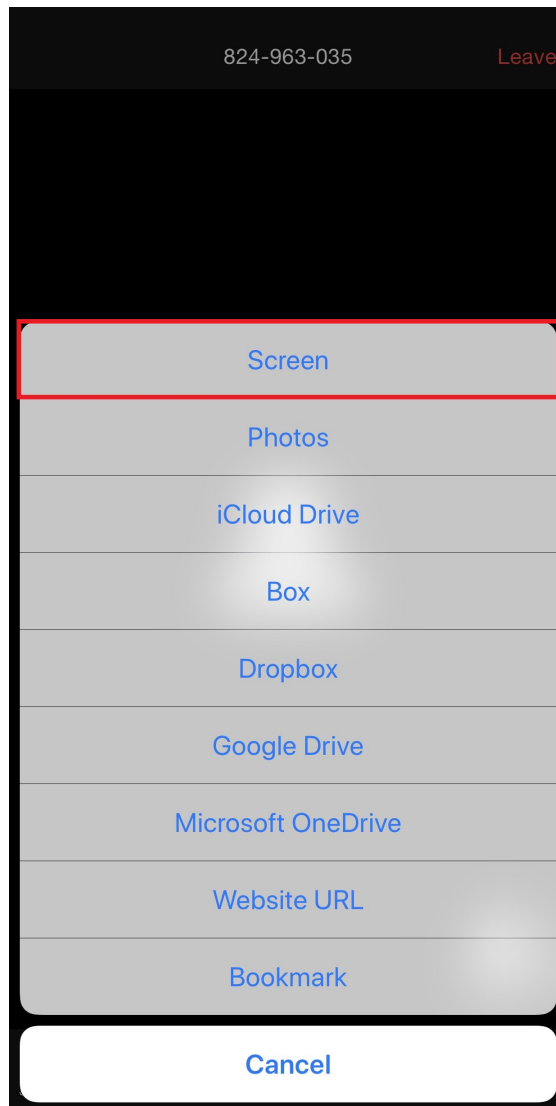 824-963-035 Leave
Screen
Photos
iCloud Drive
Box
Dropbox
Google Drive
Microsoft OneDrive
Website URL
Bookmark
Cancel